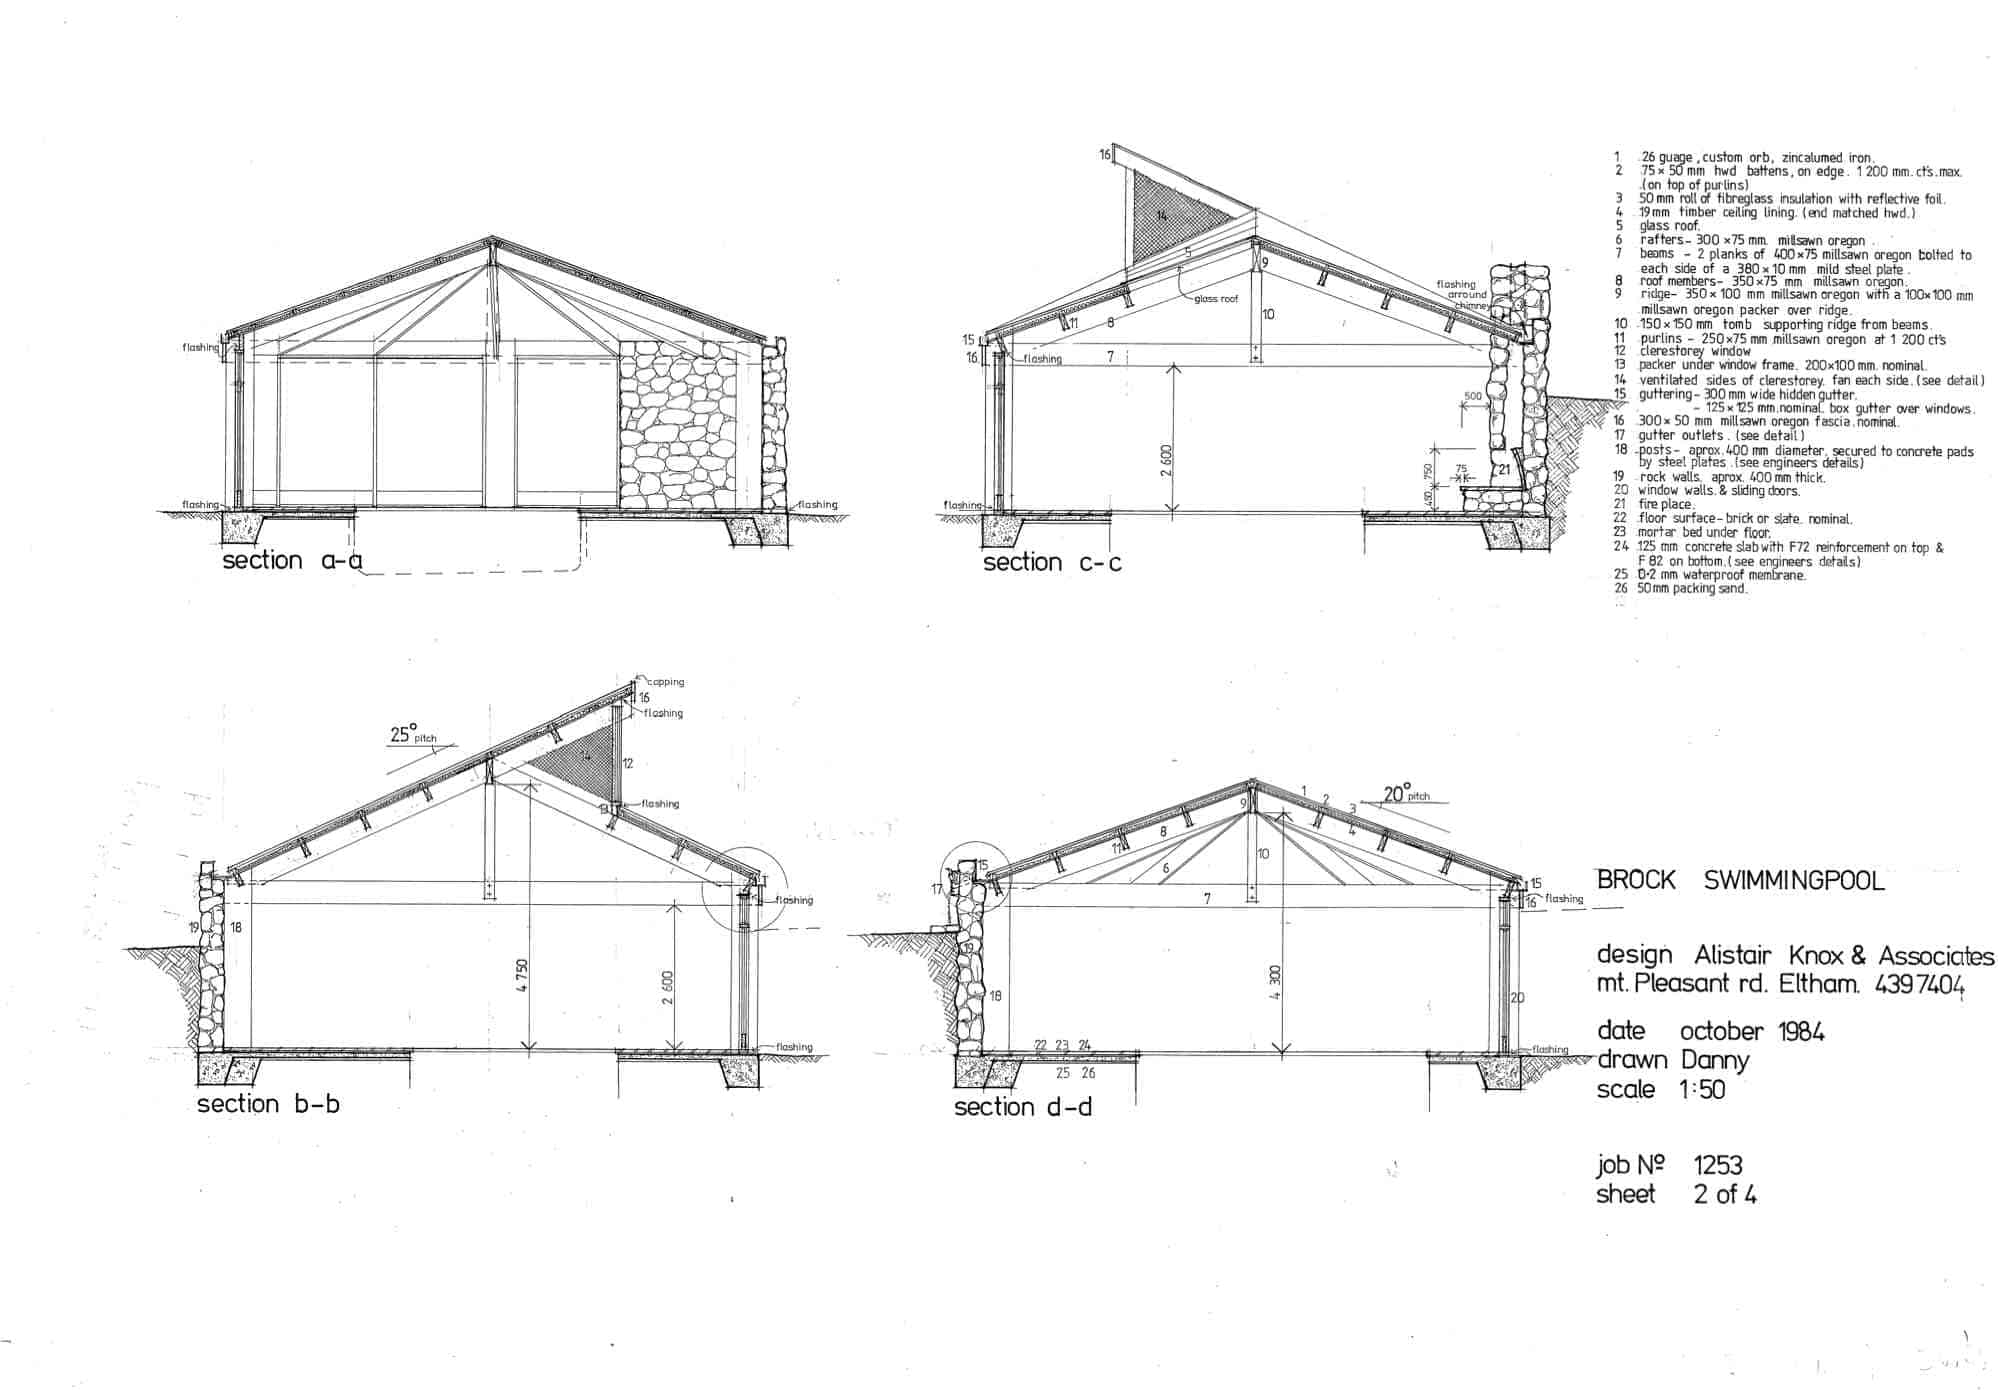 flashing
flashing
flashing
section a-a
16
14
5
9
glass roof
flashing
arround
chimney
10
11
8
15
16
flashing
7
500
2 600
750
75
21
450
flashing
section c-c
1 .26 guage, custom orb, zincalumed iron.
2 .75 × 50 mm hwd battens, on edge. 1 200 mm. ct's. max.
.(on top of purlins)
3 50 mm roll of fibreglass insulation with reflective foil.
4 .19 mm timber ceiling lining. (end matched hwd.)
5 glass roof.
6 rafters - 300 × 75 mm. millsawn oregon .
7 beams - 2 planks of 400×75 millsawn oregon bolted to
each side of a 380 × 10 mm mild steel plate .
8 roof members - 350 ×75 mm millsawn oregon.
9 ridge - 350 × 100 mm millsawn oregon with a 100×100 mm
.millsawn oregon packer over ridge.
10 .150 × 150 mm tomb supporting ridge from beams.
11 .purlins - 250×75 mm millsawn oregon at 1 200 ct's
12 .clerestorey window
13 .packer under window frame. 200×100 mm. nominal.
14 .ventilated sides of clerestorey. fan each side. (see detail)
15 guttering - 300 mm wide hidden gutter.
- 125 × 125 mm. nominal. box gutter over windows.
16 .300 × 50 mm millsawn oregon fascia. nominal.
17 gutter outlets . (see detail)
18 .posts - aprox. 400 mm diameter, secured to concrete pads
by steel plates .(see engineers details)
19 .rock walls. aprox. 400 mm thick.
20 window walls. & sliding doors.
21 fire place.
22 .floor surface - brick or slate. nominal.
23 .mortar bed under floor.
24 .125 mm concrete slab with F72 reinforcement on top &
F 82 on bottom. (see engineers details)
25 0·2 mm waterproof membrane.
26 50 mm packing sand.
capping
16
flashing
25° pitch
14
12
13
flashing
flashing
19
18
4 750
2 600
flashing
section b-b
20° pitch
1
2
3
4
9
8
11
10
6
7
15
17
15
16
flashing
19
18
4 300
20
22 23 24
25 26
flashing
section d-d
BROCK SWIMMINGPOOL
design Alistair Knox & Associates
mt. Pleasant rd. Eltham. 439 7404
date october 1984
drawn Danny
scale 1:50
job Nº 1253
sheet 2 of 4